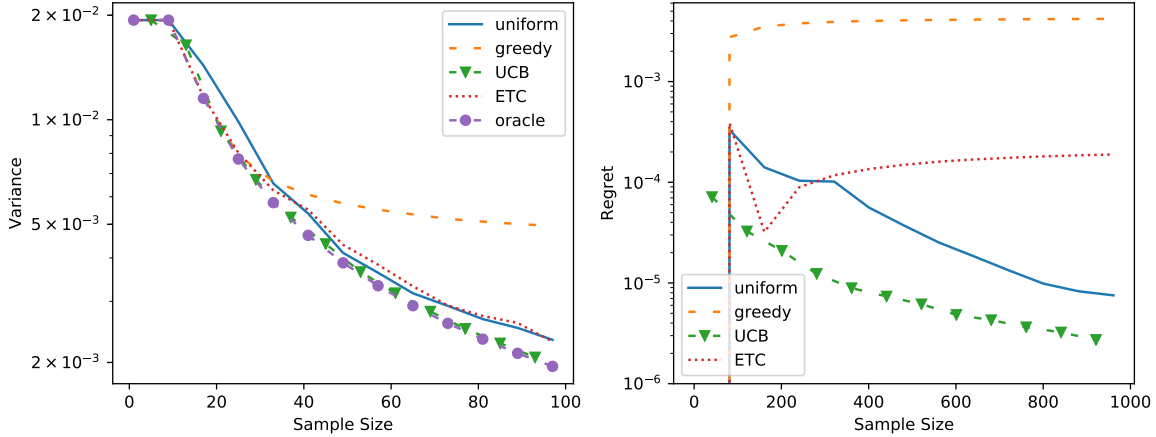 2 × 10⁻²
1 × 10⁻²
5 × 10⁻³
2 × 10⁻³
Variance
0
20
40
60
80
100
Sample Size
uniform
greedy
UCB
ETC
oracle
10⁻³
10⁻⁴
10⁻⁵
10⁻⁶
Regret
0
200
400
600
800
1000
Sample Size
uniform
greedy
UCB
ETC